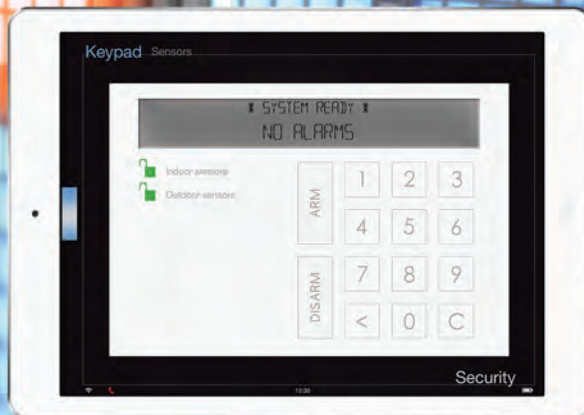 Keypad Sensors
* SYSTEM READY *
NO ALARMS
Indoor sensors
Outdoor sensors
ARM
1 2 3
4 5 6
DISARM
7 8 9
< 0 C
Security
12:30